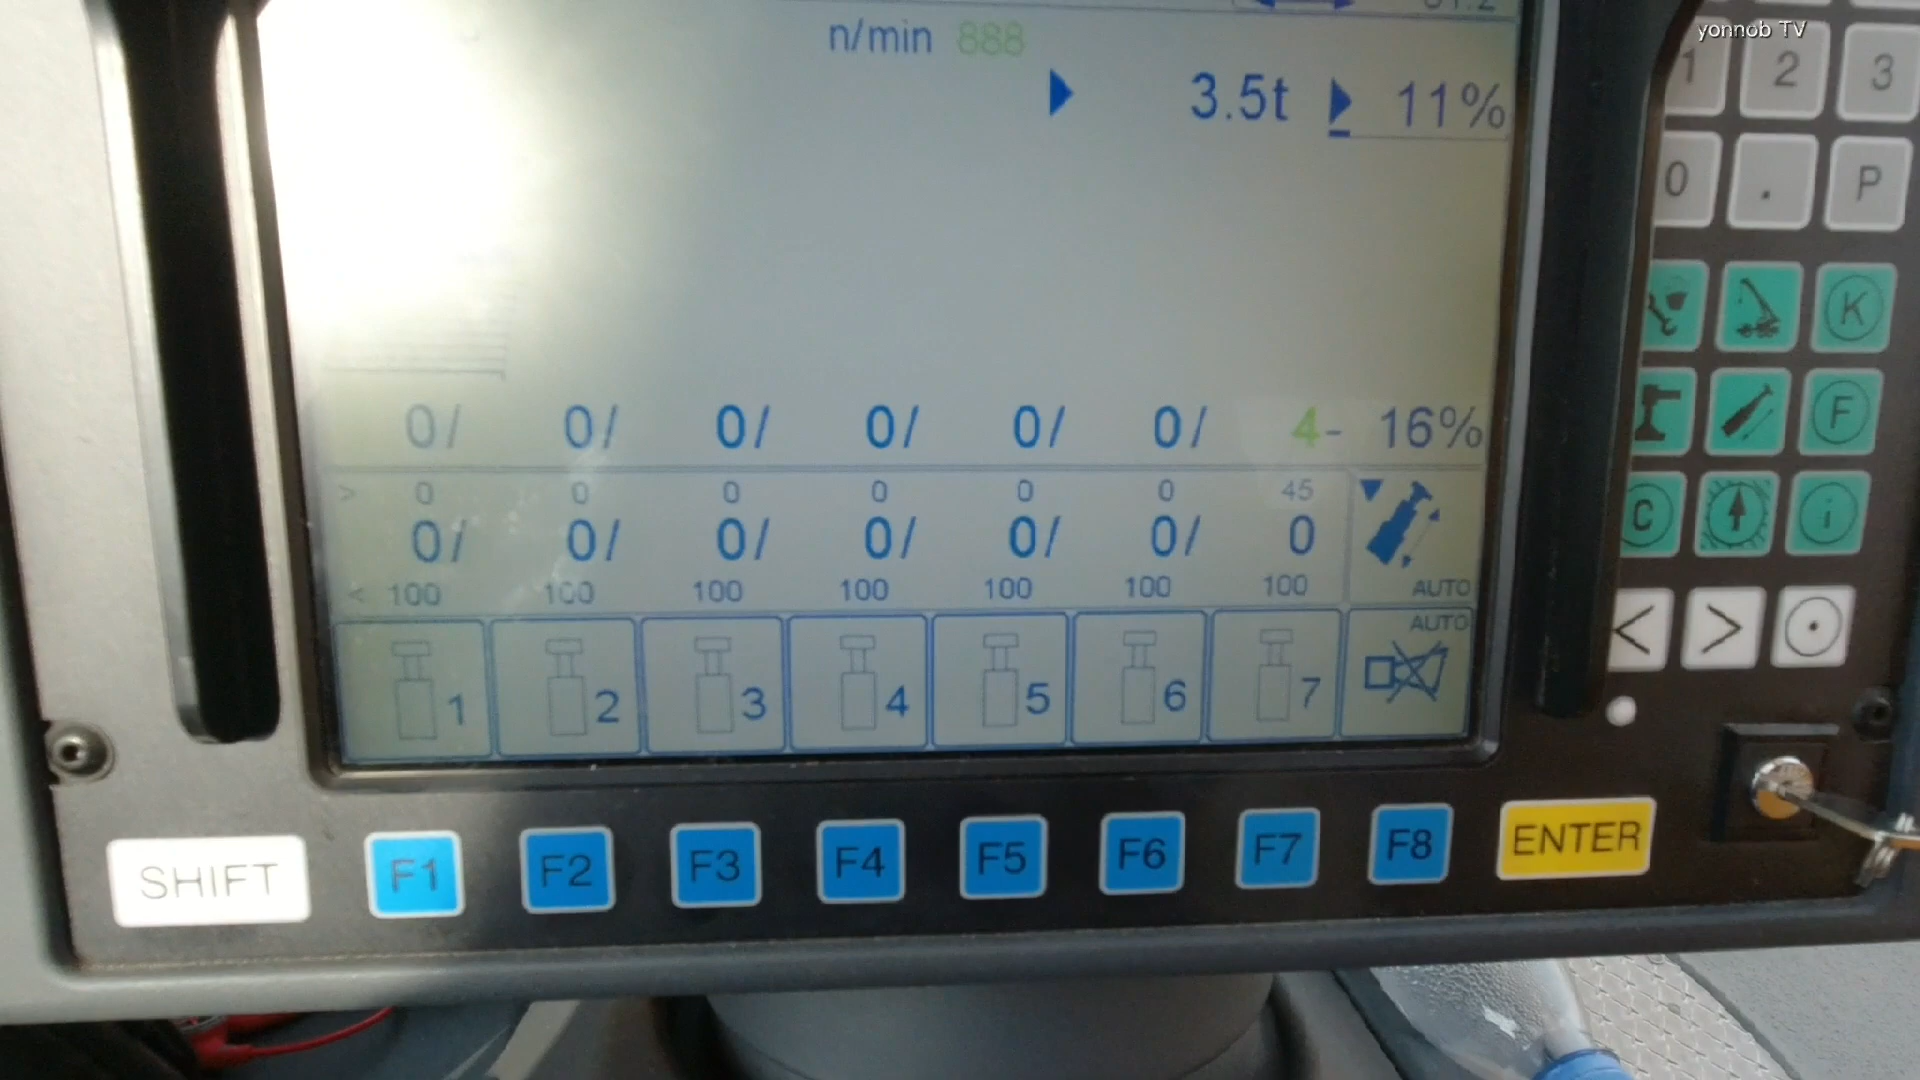 yonnob TV
n/min 888
3.5t 11%
1 2 3
0 . P
K
F
C i
0/ 0/ 0/ 0/ 0/ 0/ 4- 16%
> 0 0 0 0 0 0 45
0/ 0/ 0/ 0/ 0/ 0/ 0
< 100 100 100 100 100 100 100 AUTO
AUTO
1 2 3 4 5 6 7
< >
SHIFT F1 F2 F3 F4 F5 F6 F7 F8 ENTER